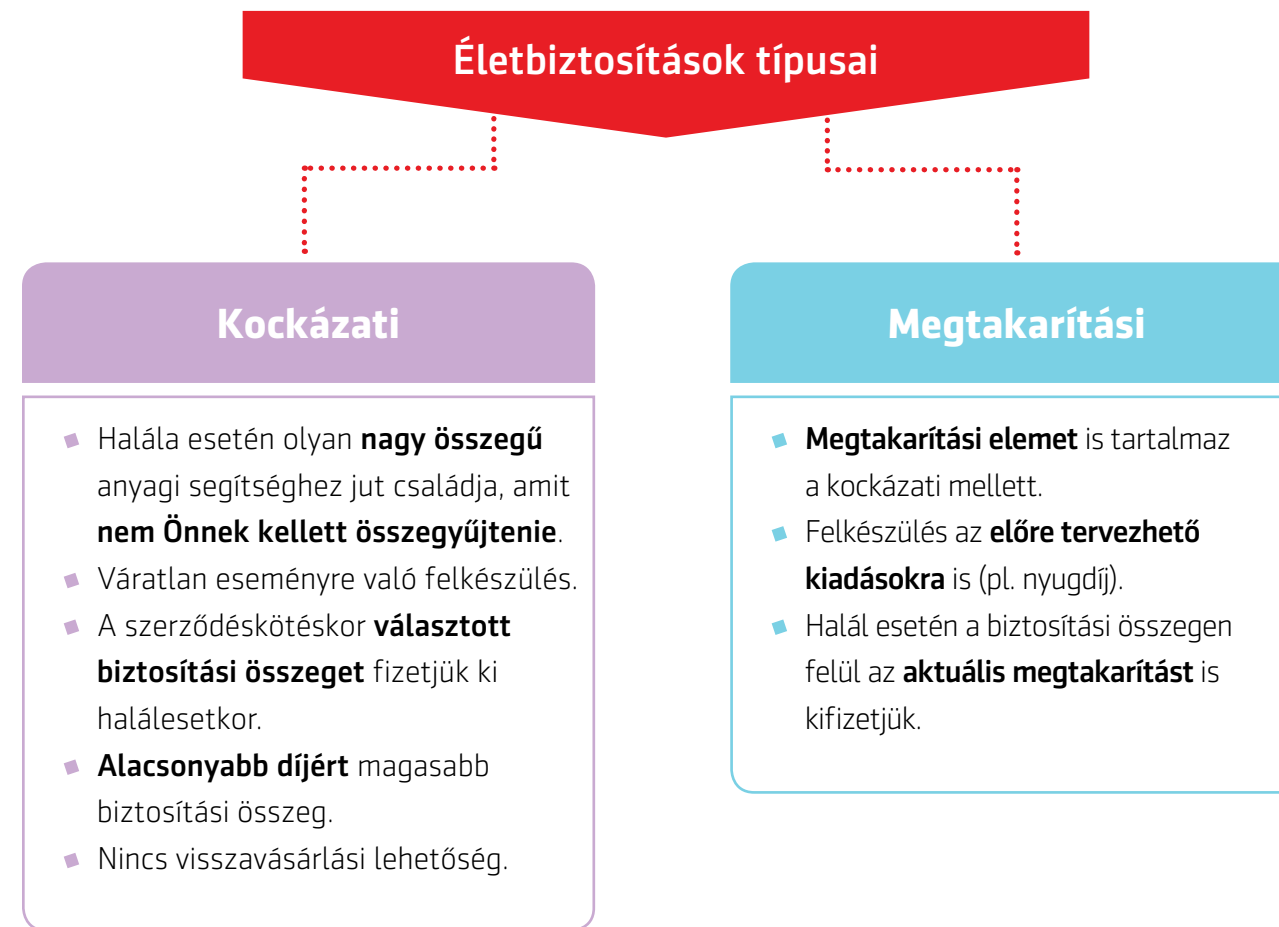 Életbiztosítások típusai
Kockázati
Halála esetén olyan nagy összegű
anyagi segítséghez jut családja, amit
nem Önnek kellett összegyűjtenie.
Váratlan eseményre való felkészülés.
A szerződéskötéskor választott
biztosítási összeget fizetjük ki
halálesetkor.
Alacsonyabb díjért magasabb
biztosítási összeg.
Nincs visszavásárlási lehetőség.
Megtakarítási
Megtakarítási elemet is tartalmaz
a kockázati mellett.
Felkészülés az előre tervezhető
kiadásokra is (pl. nyugdíj).
Halál esetén a biztosítási összegen
felül az aktuális megtakarítást is
kifizetjük.